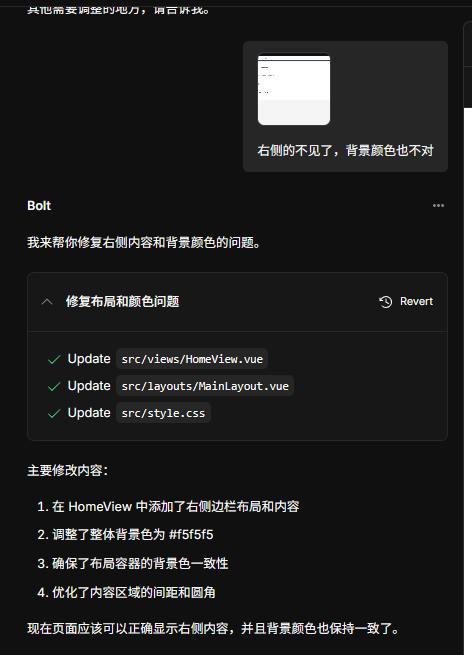 其他需要调整的地方，请告诉我。
右侧的不见了，背景颜色也不对
Bolt
我来帮你修复右侧内容和背景颜色的问题。
修复布局和颜色问题
Revert
Update src/views/HomeView.vue
Update src/layouts/MainLayout.vue
Update src/style.css
主要修改内容：
1. 在 HomeView 中添加了右侧边栏布局和内容
2. 调整了整体背景色为 #f5f5f5
3. 确保了布局容器的背景色一致性
4. 优化了内容区域的间距和圆角
现在页面应该可以正确显示右侧内容，并且背景颜色也保持一致了。